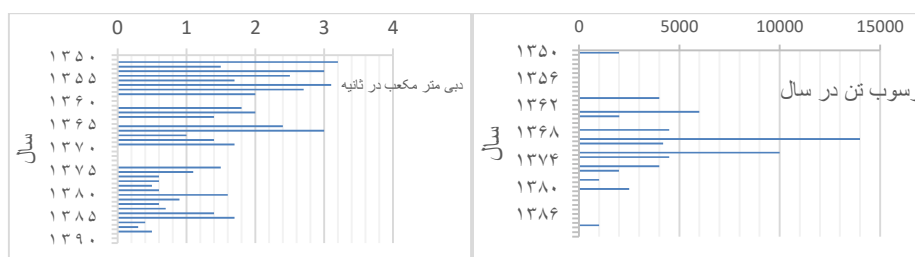 0 1 2 3 4
۱۳۵۰
۱۳۵۵
۱۳۶۰
۱۳۶۵
۱۳۷۰
۱۳۷۵
۱۳۸۰
۱۳۸۵
۱۳۹۰
سال
دبی متر مکعب در ثانیه
0 5000 10000 15000
۱۳۵۰
۱۳۵۶
۱۳۶۲
۱۳۶۸
۱۳۷۴
۱۳۸۰
۱۳۸۶
سال
رسوب تن در سال